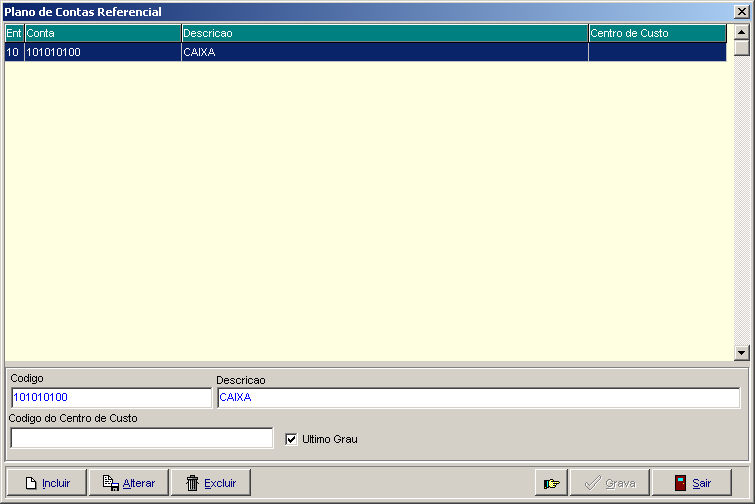 Plano de Contas Referencial
Ent Conta Descricao Centro de Custo
10 101010100 CAIXA
Codigo Descricao
101010100 CAIXA
Codigo do Centro de Custo
Ultimo Grau
Incluir Alterar Excluir Grava Sair